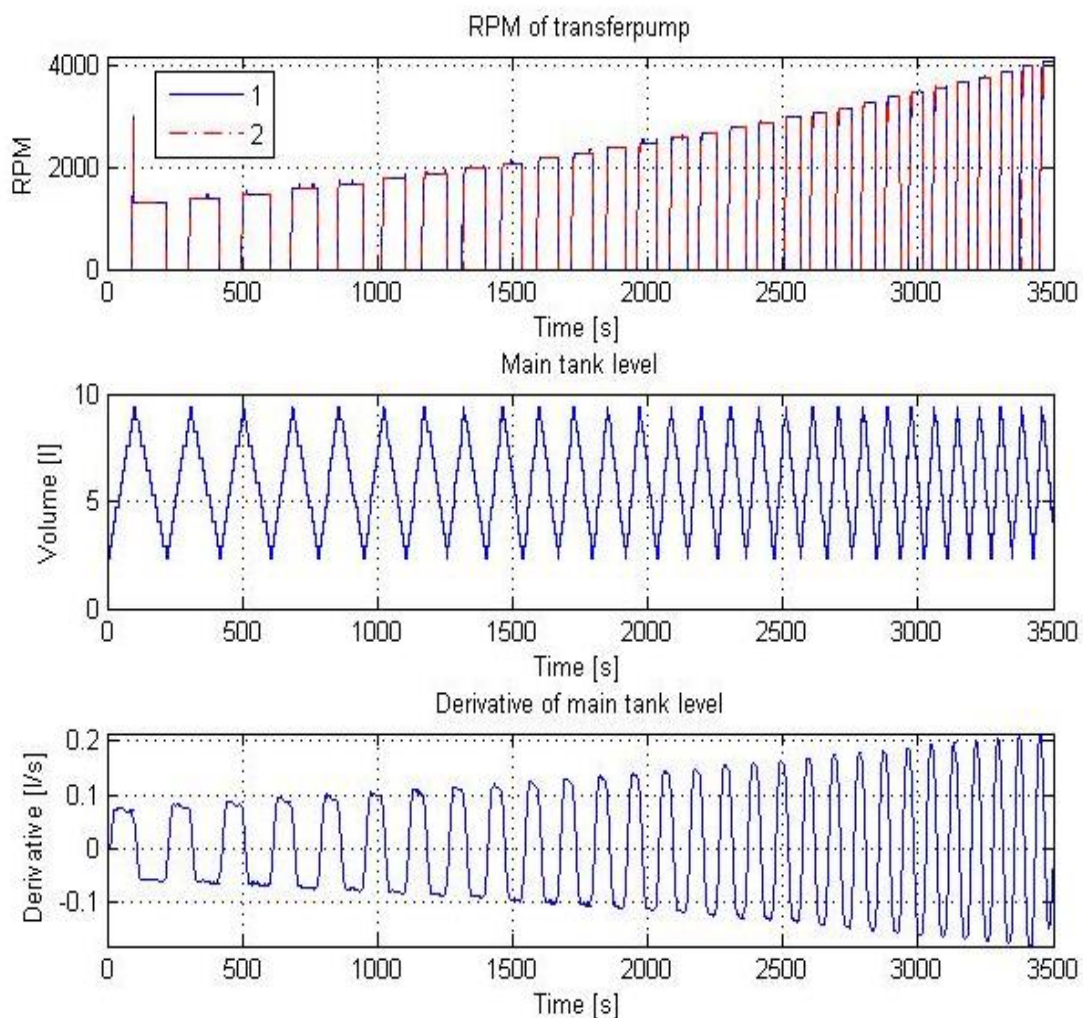 RPM of transferpump
4000
2000
0
RPM
1
2
0 500 1000 1500 2000 2500 3000 3500
Time [s]
Main tank level
10
5
0
Volume [l]
0 500 1000 1500 2000 2500 3000 3500
Time [s]
Derivative of main tank level
0.2
0.1
0
-0.1
Derivative [l/s]
0 500 1000 1500 2000 2500 3000 3500
Time [s]